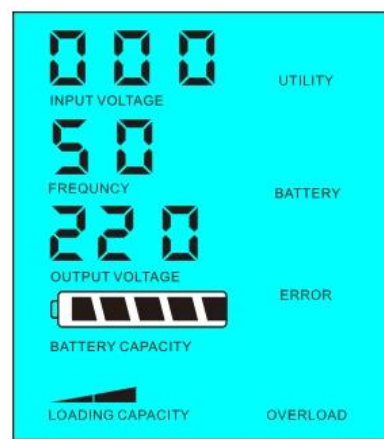 000
UTILITY
INPUT VOLTAGE
50
FREQUNCY
BATTERY
220
OUTPUT VOLTAGE
ERROR
BATTERY CAPACITY
LOADING CAPACITY
OVERLOAD